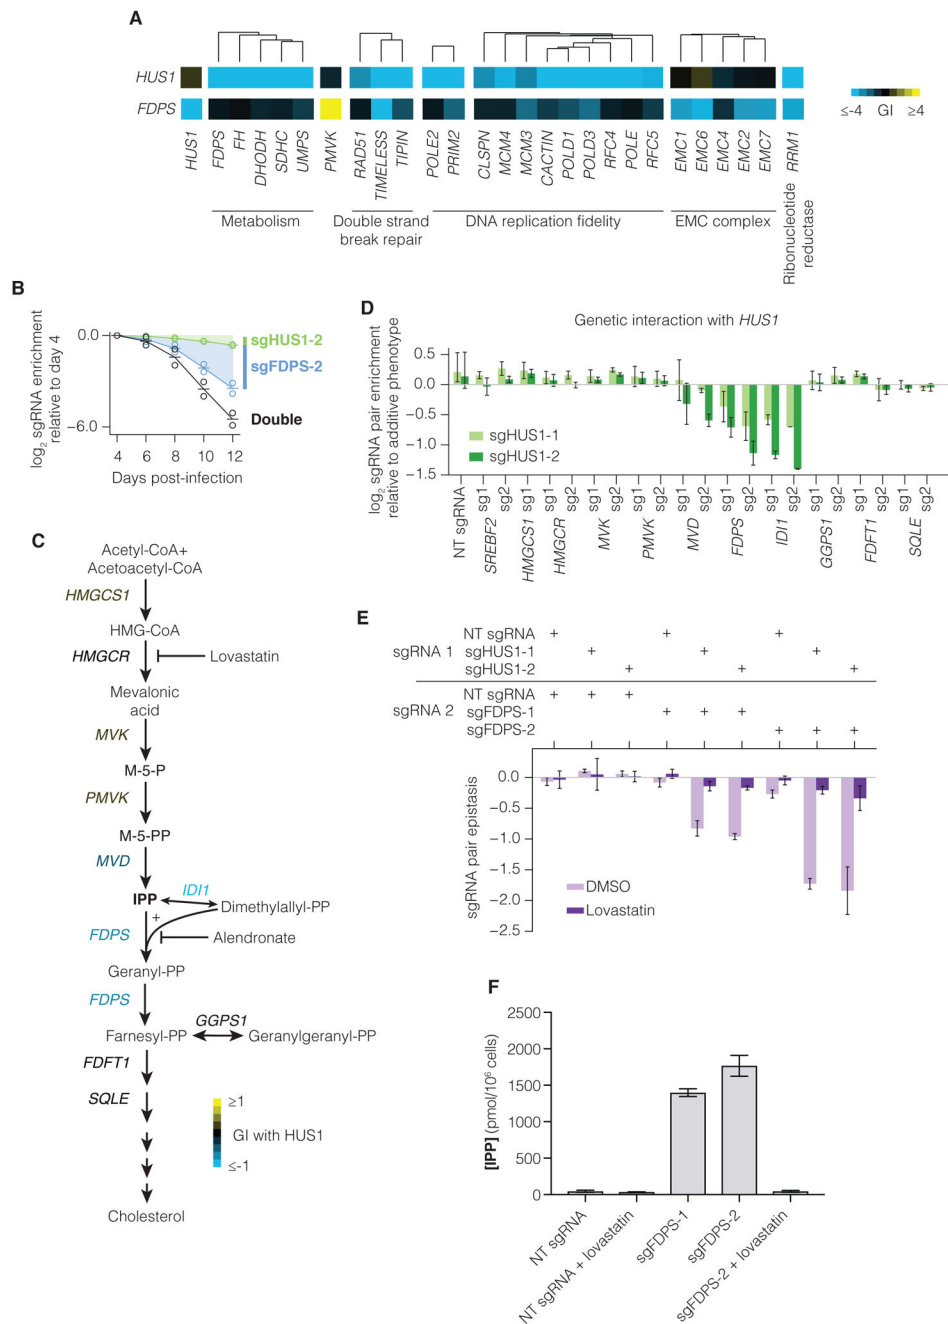 A
HUS1
FDPS
HUS1
FDPS
FH
DHODH
SDHC
UMPS
PMVK
RAD51
TIMELESS
TIPIN
POLE2
PRIM2
CLSPN
MCM4
MCM3
CACTIN
POLD1
POLD3
RFC4
POLE
RFC5
EMC1
EMC6
EMC4
EMC2
EMC7
RRM1
≤-4 GI ≥4
Metabolism
Double strand
break repair
DNA replication fidelity
EMC complex
Ribonucleotide
reductase
B
log₂ sgRNA enrichment
relative to day 4
0.0
−6.0
sgHUS1-2
sgFDPS-2
Double
4 6 8 10 12
Days post-infection
C
Acetyl-CoA+
Acetoacetyl-CoA
HMGCS1
HMG-CoA
HMGCR
Lovastatin
Mevalonic
acid
MVK
M-5-P
PMVK
M-5-PP
MVD
IPP
IDI1
Dimethylallyl-PP
+
FDPS
Alendronate
Geranyl-PP
FDPS
GGPS1
Farnesyl-PP
Geranylgeranyl-PP
FDFT1
SQLE
≥1
GI with HUS1
≤-1
Cholesterol
D
Genetic interaction with HUS1
log₂ sgRNA pair enrichment
relative to additive phenotype
0.5
0.0
−0.5
−1.0
−1.5
sgHUS1-1
sgHUS1-2
NT sgRNA
sg1
sg2
sg1
sg2
sg1
sg2
sg1
sg2
sg1
sg2
sg1
sg2
sg1
sg2
sg1
sg2
sg1
sg2
sg1
sg2
sg1
sg2
SREBF2
HMGCS1
HMGCR
MVK
PMVK
MVD
FDPS
IDI1
GGPS1
FDFT1
SQLE
E
sgRNA 1
NT sgRNA + + +
sgHUS1-1 + + +
sgHUS1-2 + + +
sgRNA 2
NT sgRNA + + +
sgFDPS-1 + + +
sgFDPS-2 + + +
sgRNA pair epistasis
0.0
−0.5
−1.0
−1.5
−2.0
−2.5
DMSO
Lovastatin
F
[IPP] (pmol/10⁶ cells)
2500
2000
1500
1000
500
0
NT sgRNA
NT sgRNA + lovastatin
sgFDPS-1
sgFDPS-2
sgFDPS-2 + lovastatin